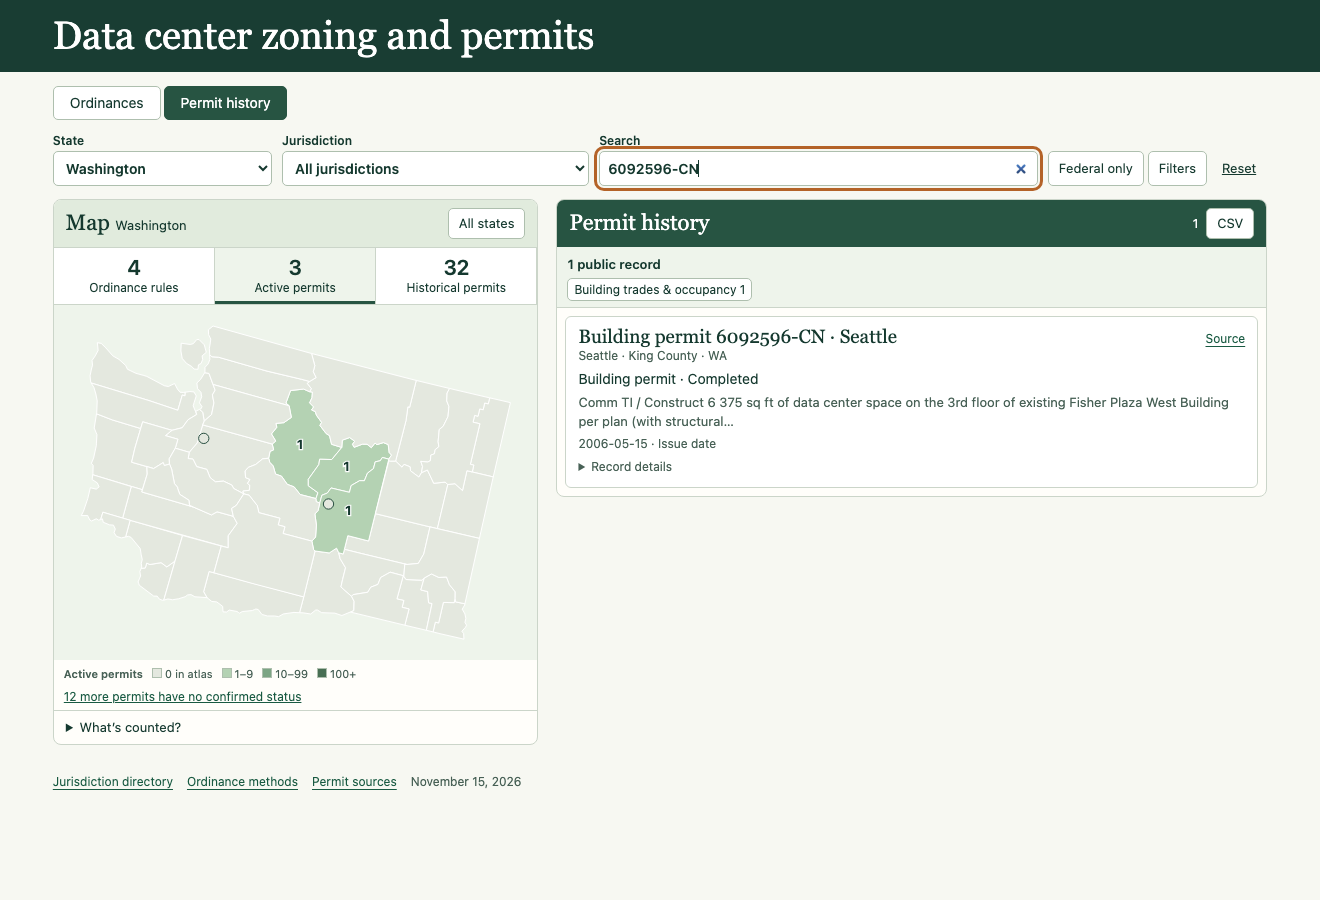 Data center zoning and permits
Ordinances
Permit history
State
Jurisdiction
Search
Washington
All jurisdictions
6092596-CN
Federal only
Filters
Reset
Map Washington
All states
4
Ordinance rules
3
Active permits
32
Historical permits
1
1
1
Active permits 0 in atlas 1–9 10–99 100+
12 more permits have no confirmed status
What's counted?
Permit history
1
CSV
1 public record
Building trades & occupancy 1
Building permit 6092596-CN · Seattle
Source
Seattle · King County · WA
Building permit · Completed
Comm TI / Construct 6 375 sq ft of data center space on the 3rd floor of existing Fisher Plaza West Building
per plan (with structural...
2006-05-15 · Issue date
Record details
Jurisdiction directory
Ordinance methods
Permit sources
November 15, 2026